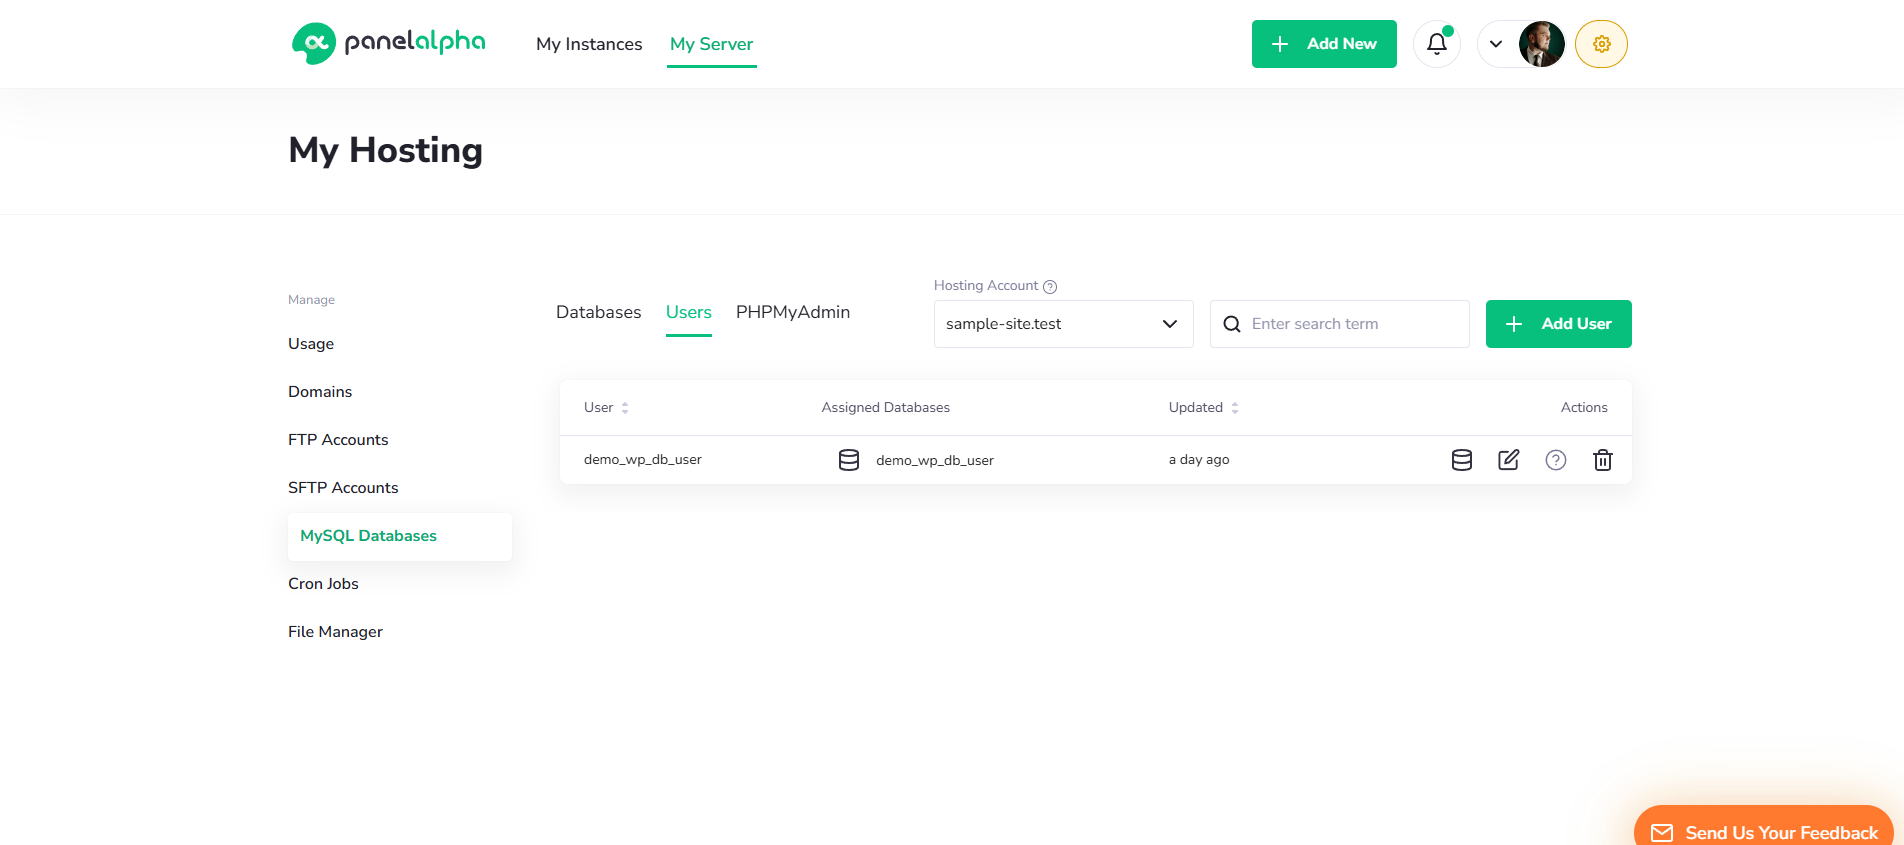 panelalpha
My Instances
My Server
Add New
My Hosting
Manage
Usage
Domains
FTP Accounts
SFTP Accounts
MySQL Databases
Cron Jobs
File Manager
Databases
Users
PHPMyAdmin
Hosting Account
sample-site.test
Enter search term
Add User
User
Assigned Databases
Updated
Actions
demo_wp_db_user
demo_wp_db_user
a day ago
Send Us Your Feedback